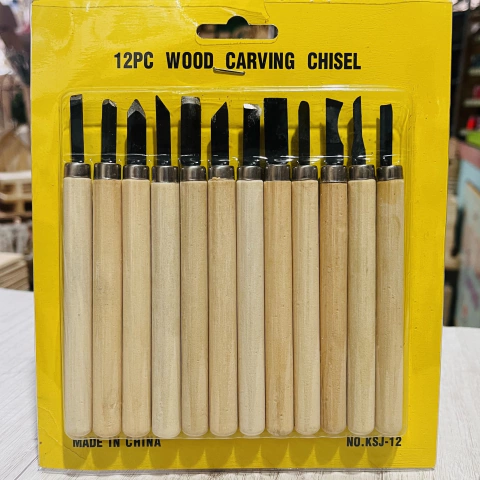 12PC WOOD CARVING CHISEL
MADE IN CHINA
NO.KSJ-12